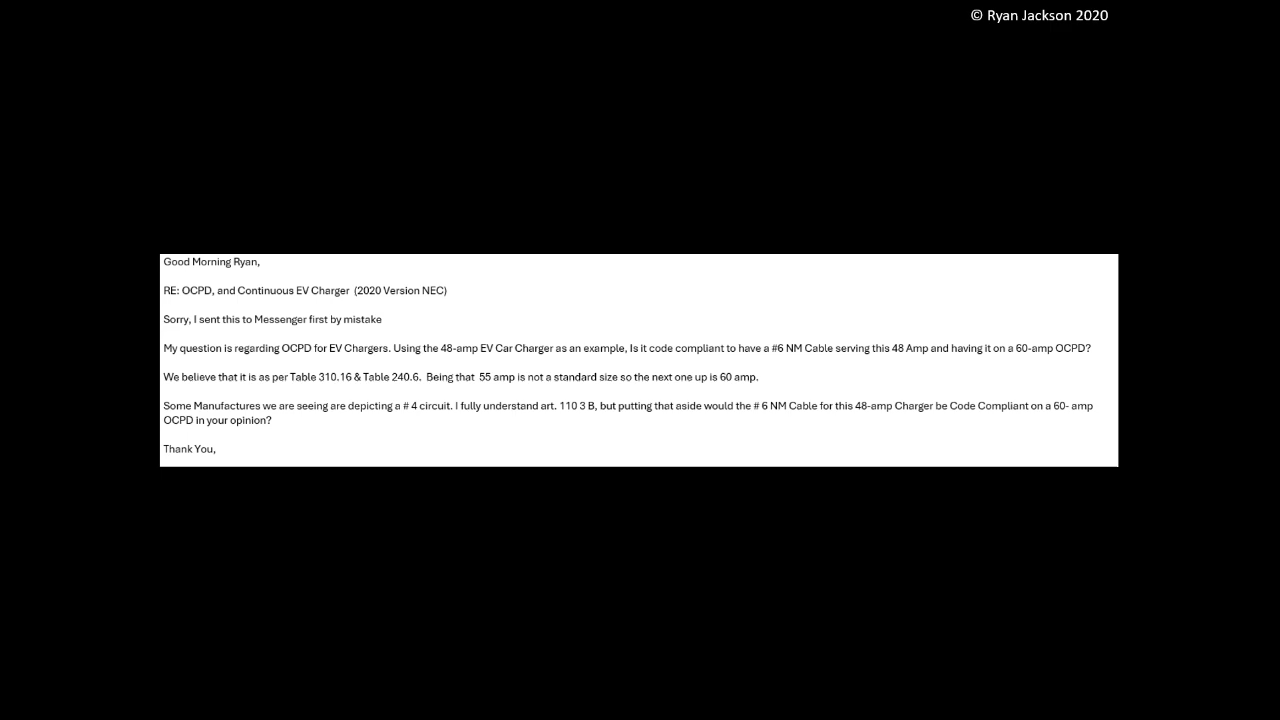 © Ryan Jackson 2020
Good Morning Ryan,
RE: OCPD, and Continuous EV Charger  (2020 Version NEC)
Sorry, I sent this to Messenger first by mistake
My question is regarding OCPD for EV Chargers. Using the 48-amp EV Car Charger as an example, Is it code compliant to have a #6 NM Cable serving this 48 Amp and having it on a 60-amp OCPD?
We believe that it is as per Table 310.16 & Table 240.6.  Being that  55 amp is not a standard size so the next one up is 60 amp.
Some Manufactures we are seeing are depicting a # 4 circuit. I fully understand art.  110 3 B, but putting that aside would the # 6 NM Cable for this 48-amp Charger be Code Compliant on a 60- amp
OCPD in your opinion?
Thank You,